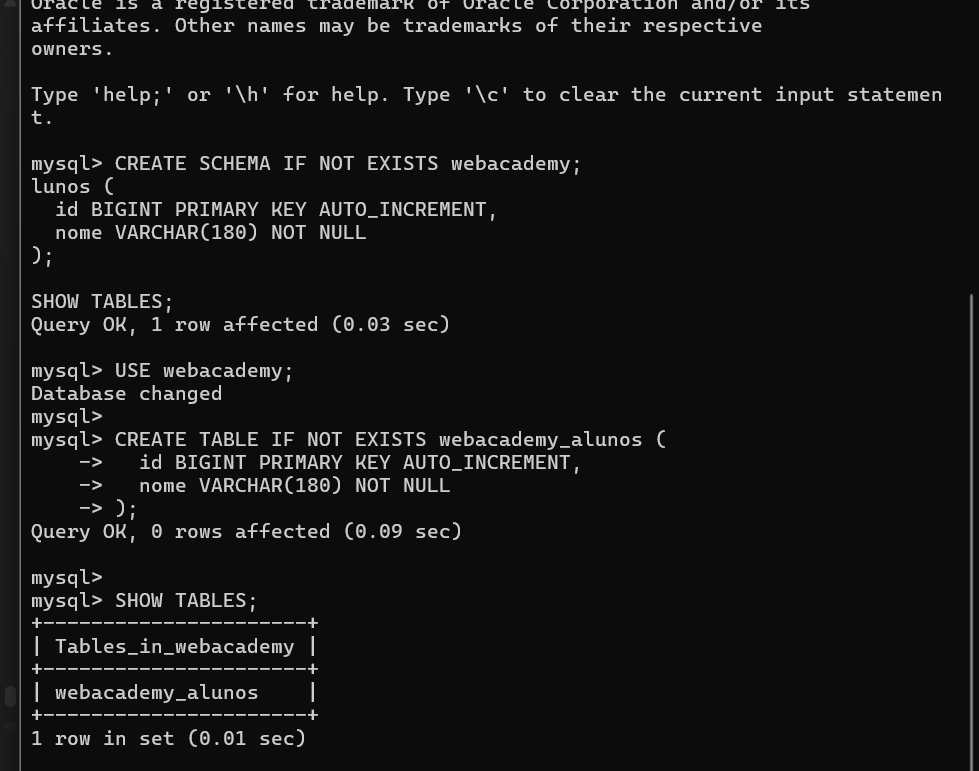 Oracle is a registered trademark of Oracle Corporation and/or its
affiliates. Other names may be trademarks of their respective
owners.
Type 'help;' or '\h' for help. Type '\c' to clear the current input statemen
t.
mysql> CREATE SCHEMA IF NOT EXISTS webacademy;
lunos (
  id BIGINT PRIMARY KEY AUTO_INCREMENT,
  nome VARCHAR(180) NOT NULL
);
SHOW TABLES;
Query OK, 1 row affected (0.03 sec)
mysql> USE webacademy;
Database changed
mysql>
mysql> CREATE TABLE IF NOT EXISTS webacademy_alunos (
    ->   id BIGINT PRIMARY KEY AUTO_INCREMENT,
    ->   nome VARCHAR(180) NOT NULL
    -> );
Query OK, 0 rows affected (0.09 sec)
mysql>
mysql> SHOW TABLES;
+----------------------+
| Tables_in_webacademy |
+----------------------+
| webacademy_alunos    |
+----------------------+
1 row in set (0.01 sec)